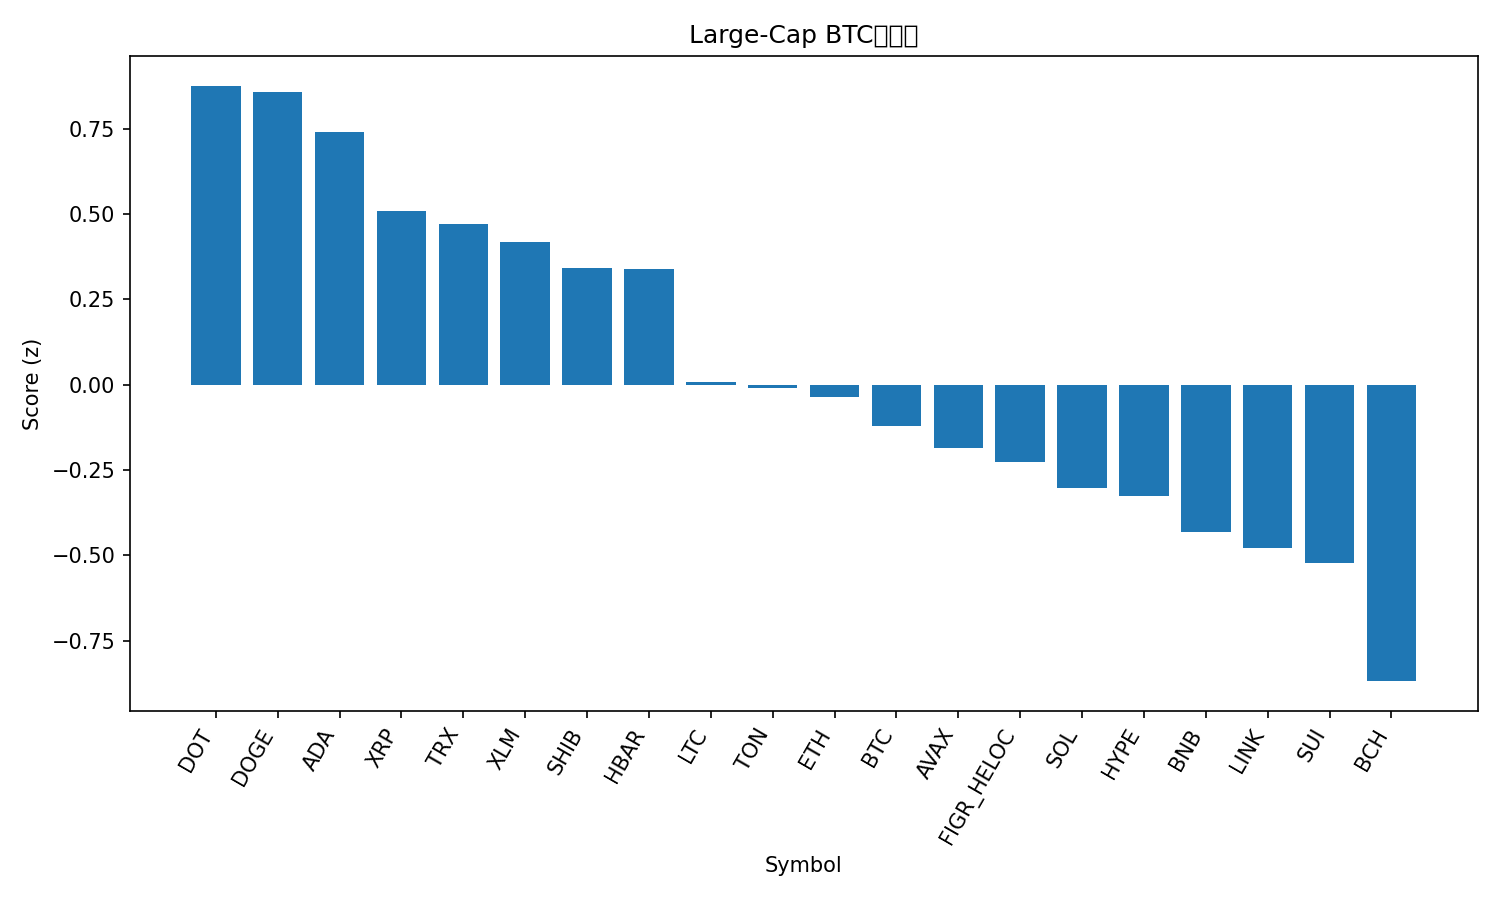 Large-Cap BTC
Score (z)
0.75
0.50
0.25
0.00
−0.25
−0.50
−0.75
DOT
DOGE
ADA
XRP
TRX
XLM
SHIB
HBAR
LTC
TON
ETH
BTC
AVAX
FIGR_HELOC
SOL
HYPE
BNB
LINK
SUI
BCH
Symbol